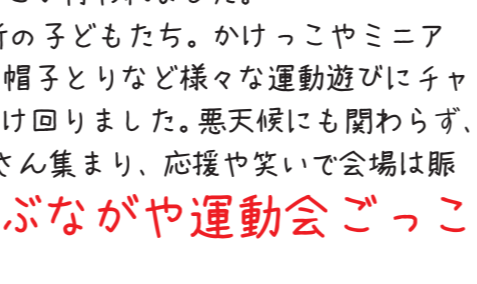 所の子どもたち。かけっこやミニア
帽子とりなど様々な運動遊びにチャ
け回りました。悪天候にも関わらず、
さん集まり、応援や笑いで会場は賑
ぶながや運動会ごっこ